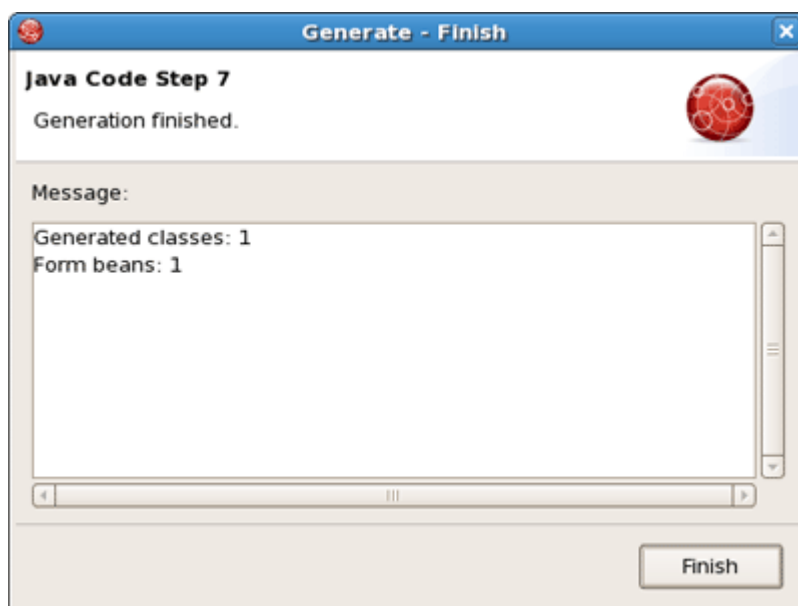 Generate - Finish
Java Code Step 7
Generation finished.
Message:
Generated classes: 1
Form beans: 1
Finish